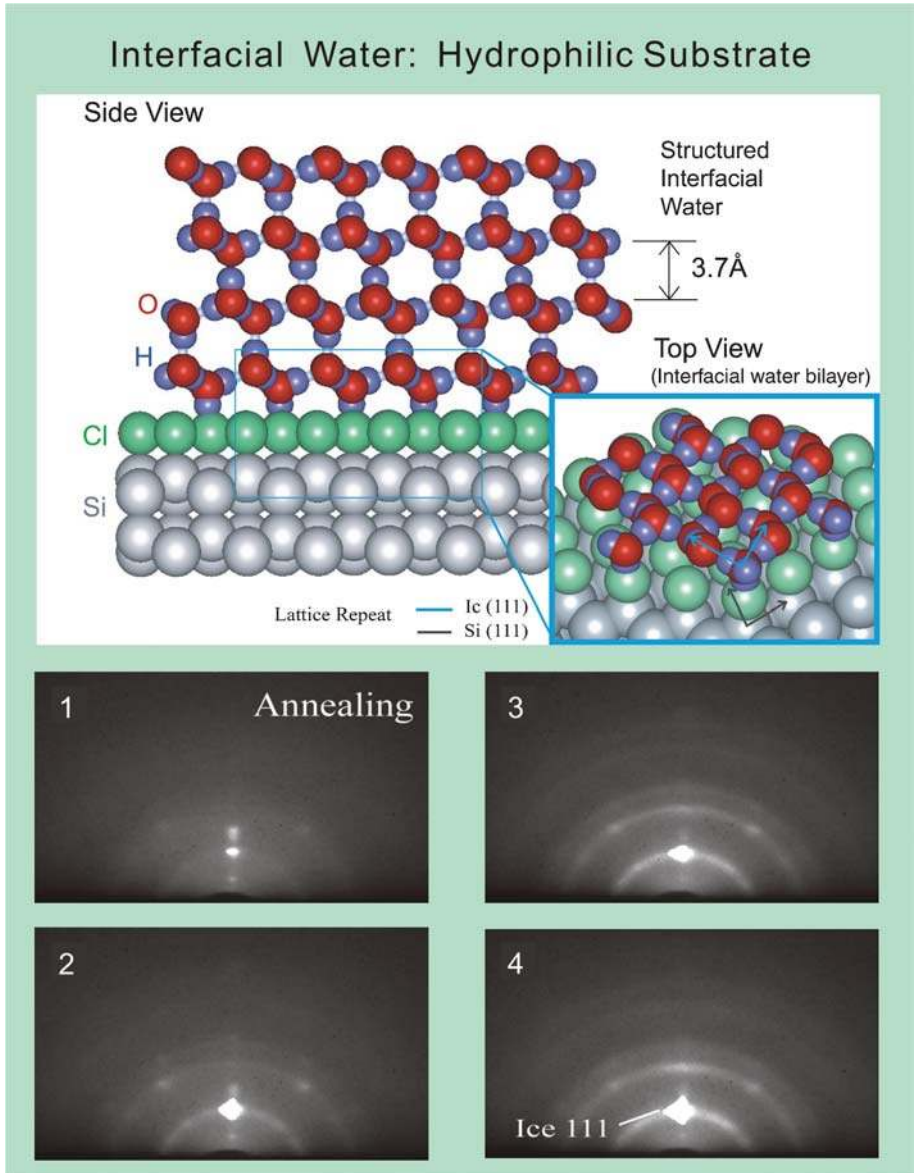 Interfacial Water: Hydrophilic Substrate
Side View
Structured
Interfacial
Water
3.7Å
O
H
Cl
Si
Top View
(Interfacial water bilayer)
Lattice Repeat
Ic (111)
Si (111)
1
Annealing
3
2
4
Ice 111